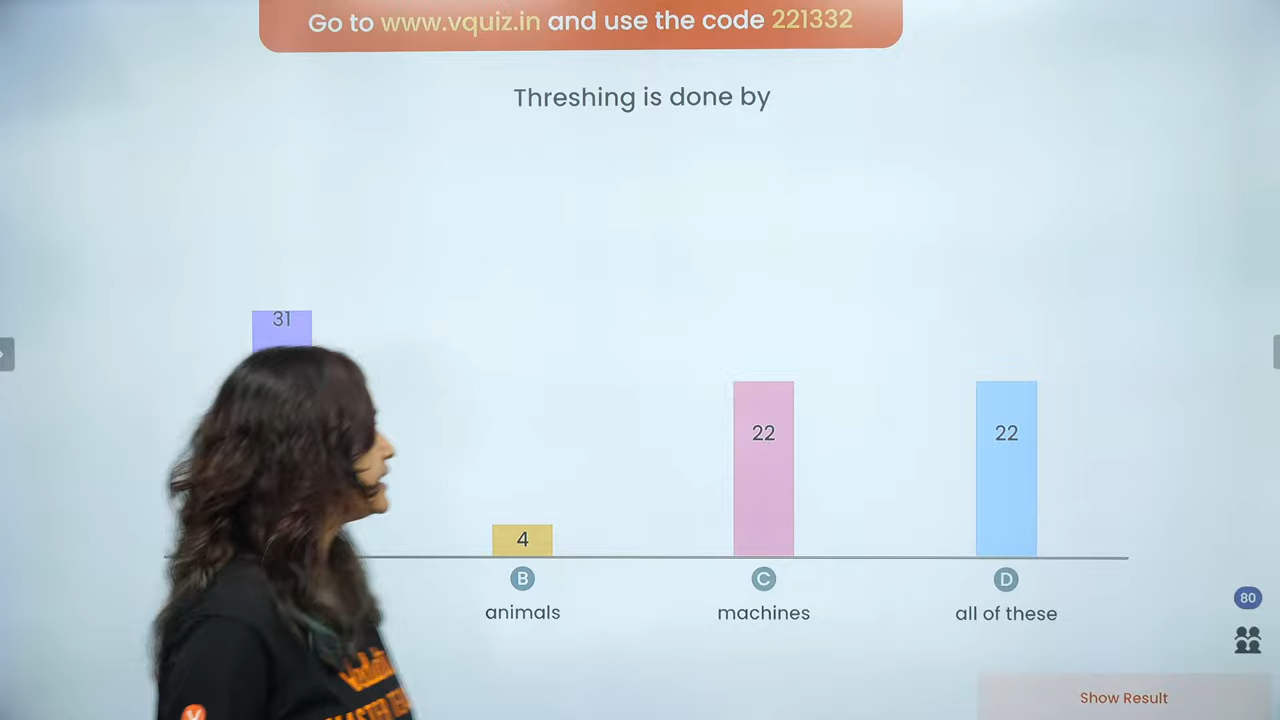 Go to www.vquiz.in and use the code 221332
Threshing is done by
31
4
22
22
B
C
D
animals
machines
all of these
80
Show Result
V